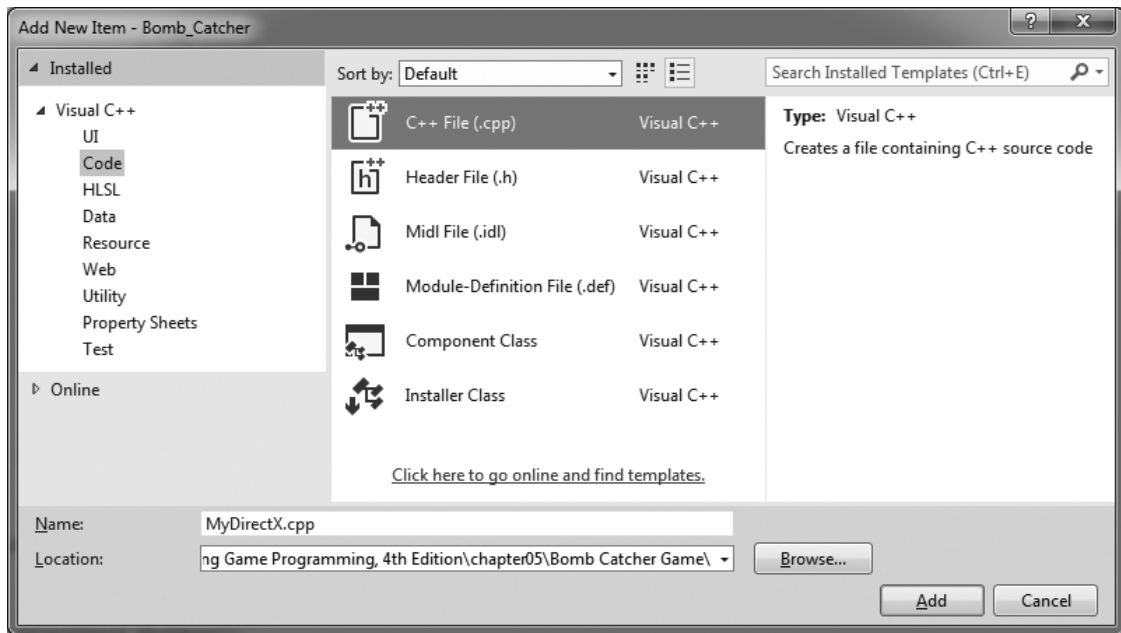 Add New Item - Bomb_Catcher
Installed
Visual C++
UI
Code
HLSL
Data
Resource
Web
Utility
Property Sheets
Test
Online
Sort by: Default
C++ File (.cpp) Visual C++
Header File (.h) Visual C++
Midl File (.idl) Visual C++
Module-Definition File (.def) Visual C++
Component Class Visual C++
Installer Class Visual C++
Click here to go online and find templates.
Search Installed Templates (Ctrl+E)
Type: Visual C++
Creates a file containing C++ source code
Name: MyDirectX.cpp
Location: ng Game Programming, 4th Edition\chapter05\Bomb Catcher Game\ Browse...
Add Cancel